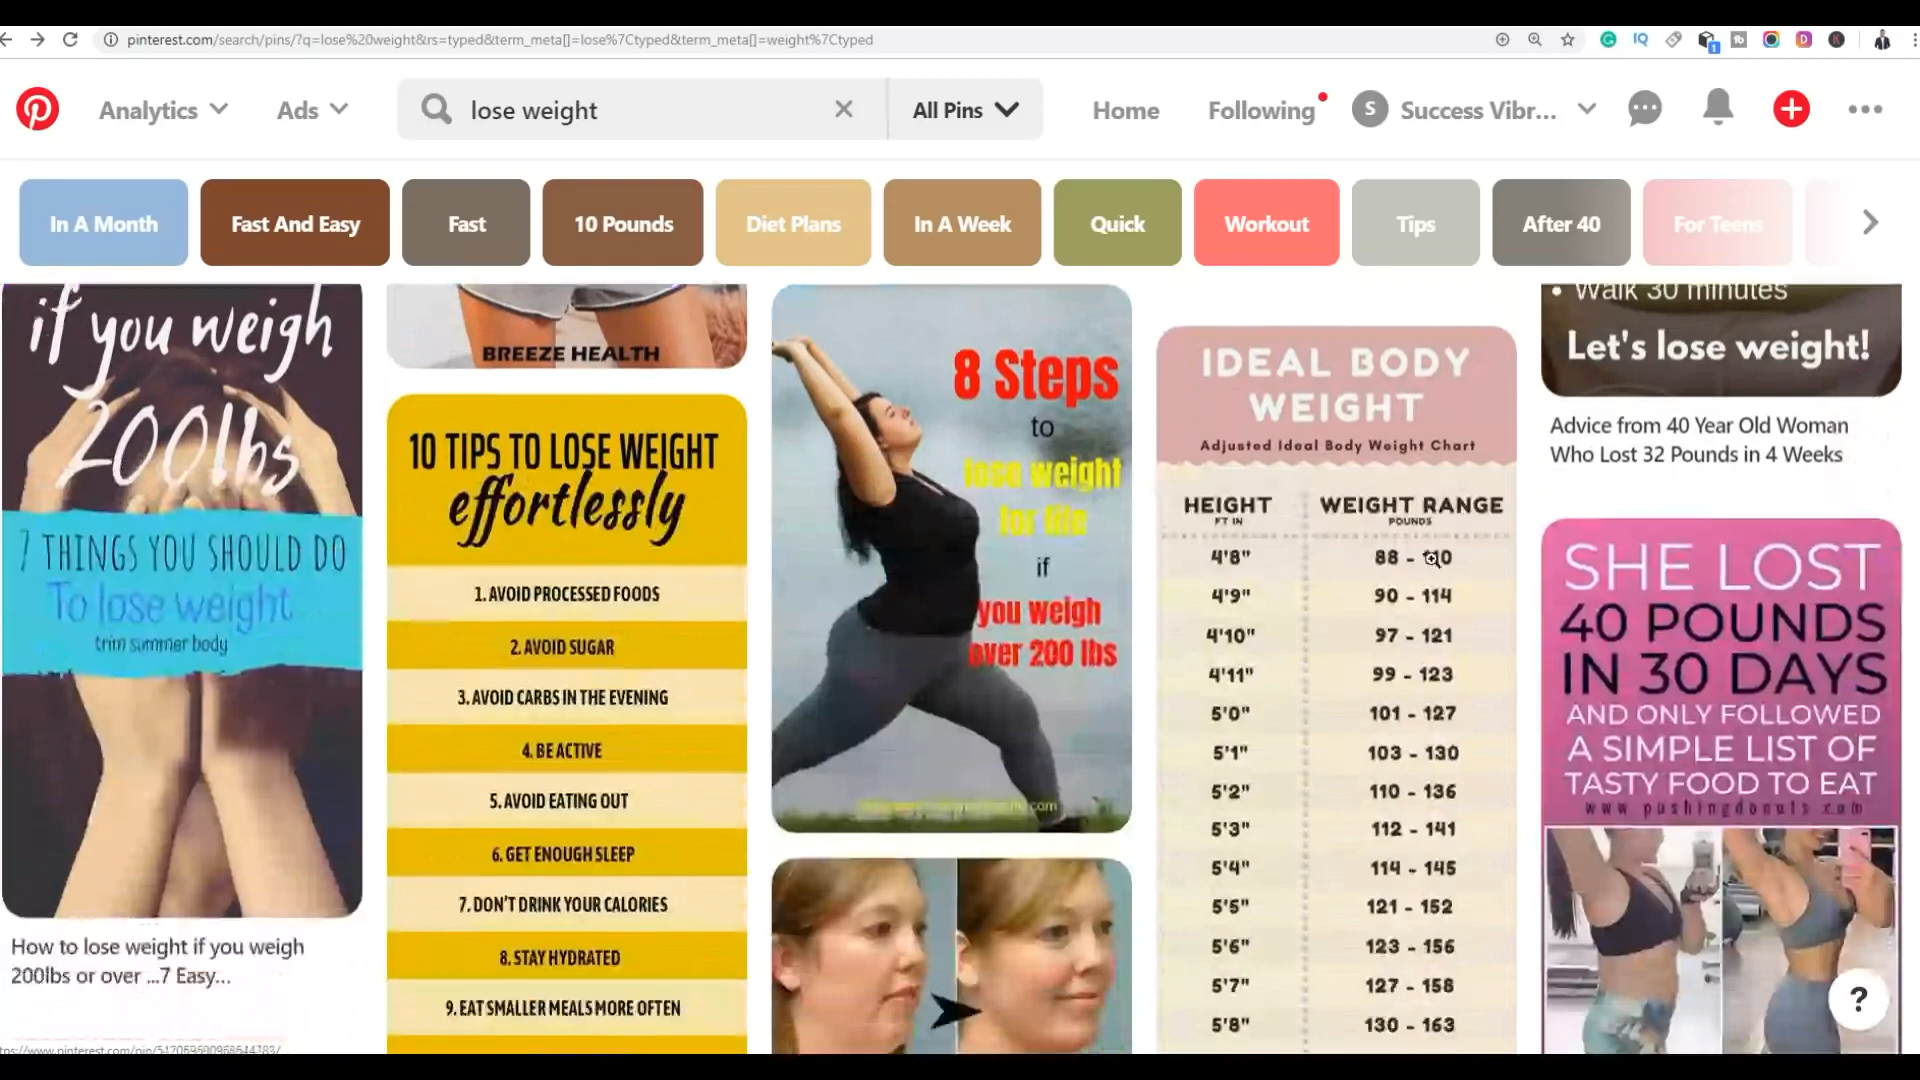 pinterest.com/search/pins/?q=lose%20weight&rs=typed&term_meta[]=lose%7Ctyped&term_meta[]=weight%7Ctyped
Analytics
Ads
lose weight
All Pins
Home
Following
S
Success Vibr...
In A Month
Fast And Easy
Fast
10 Pounds
Diet Plans
In A Week
Quick
Workout
Tips
After 40
For Teens
if you weigh
200lbs
7 THINGS YOU SHOULD DO
To lose weight
trim summer body
How to lose weight if you weigh
200lbs or over ...7 Easy...
BREEZE HEALTH
10 TIPS TO LOSE WEIGHT
effortlessly
1. AVOID PROCESSED FOODS
2. AVOID SUGAR
3. AVOID CARBS IN THE EVENING
4. BE ACTIVE
5. AVOID EATING OUT
6. GET ENOUGH SLEEP
7. DON'T DRINK YOUR CALORIES
8. STAY HYDRATED
9. EAT SMALLER MEALS MORE OFTEN
8 Steps
to
lose weight
for life
if
you weigh
over 200 lbs
IDEAL BODY
WEIGHT
Adjusted Ideal Body Weight Chart
HEIGHT WEIGHT RANGE
FT IN POUNDS
4'8" 88 -
4'9" 90 - 114
4'10" 97 - 121
4'11" 99 - 123
5'0" 101 - 127
5'1" 103 - 130
5'2" 110 - 136
5'3" 112 - 141
5'4" 114 - 145
5'5" 121 - 152
5'6" 123 - 156
5'7" 127 - 158
5'8" 130 - 163
• Walk 30 minutes
Let's lose weight!
Advice from 40 Year Old Woman
Who Lost 32 Pounds in 4 Weeks
SHE LOST
40 POUNDS
IN 30 DAYS
AND ONLY FOLLOWED
A SIMPLE LIST OF
TASTY FOOD TO EAT
www.pushingdonuts.com
?